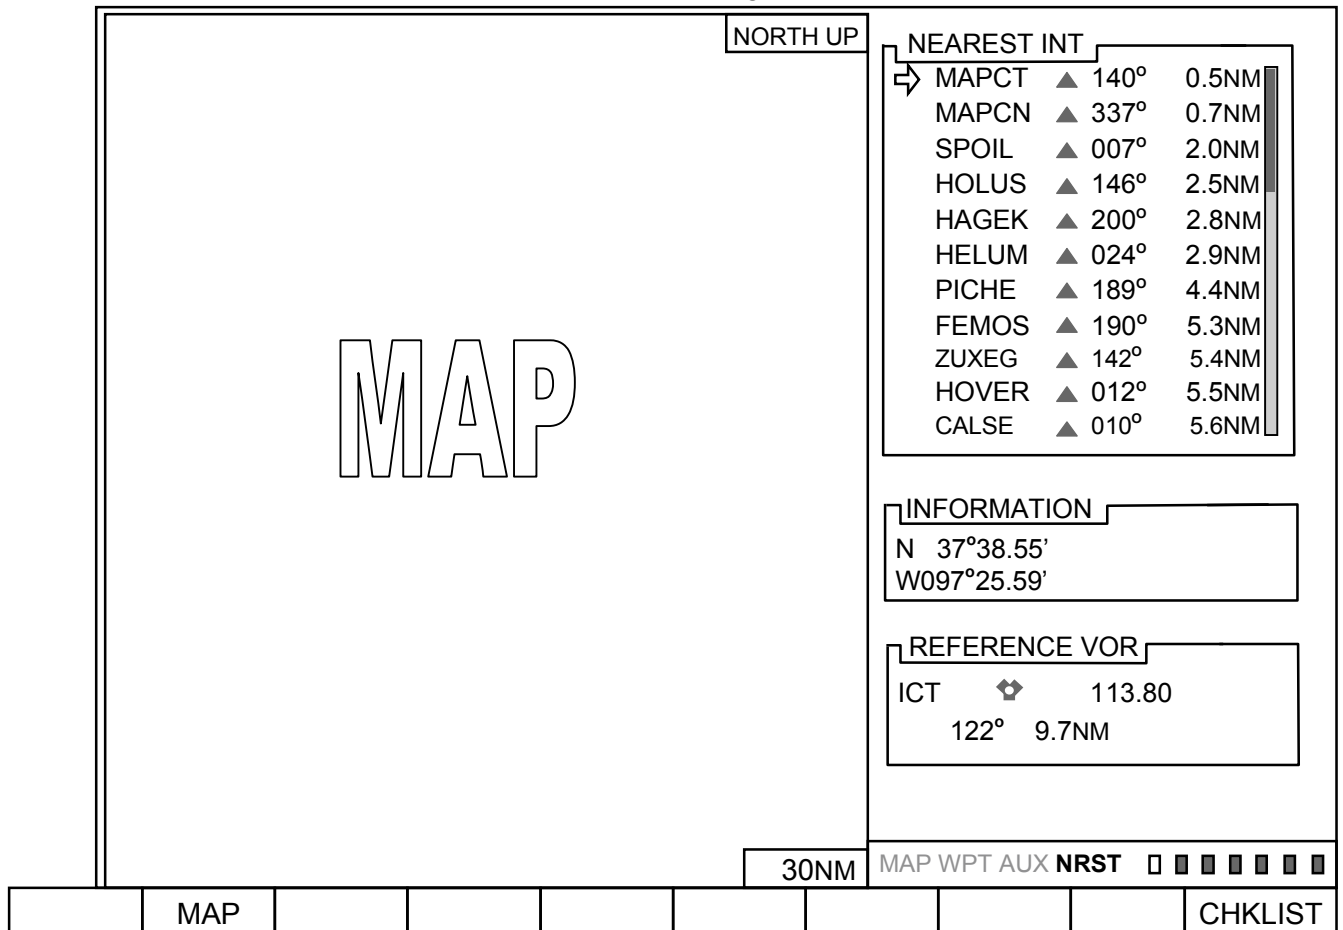 NORTH UP
MAP
30NM
NEAREST INT
MAPCT 140° 0.5NM
MAPCN 337° 0.7NM
SPOIL 007° 2.0NM
HOLUS 146° 2.5NM
HAGEK 200° 2.8NM
HELUM 024° 2.9NM
PICHE 189° 4.4NM
FEMOS 190° 5.3NM
ZUXEG 142° 5.4NM
HOVER 012° 5.5NM
CALSE 010° 5.6NM
INFORMATION
N 37°38.55’
W097°25.59’
REFERENCE VOR
ICT 113.80
122° 9.7NM
MAP WPT AUX NRST
MAP CHKLIST